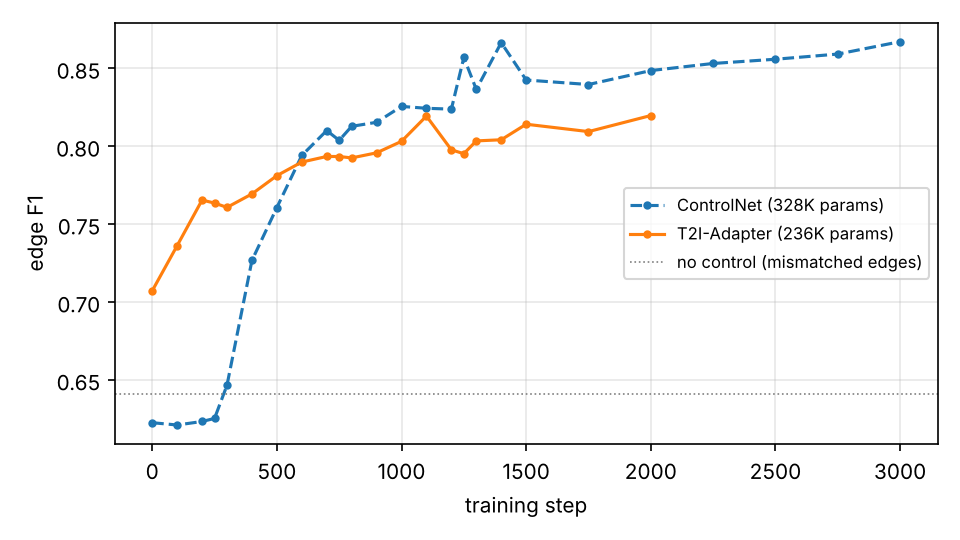 0.85
0.80
0.75
0.70
0.65
edge F1
ControlNet (328K params)
T2I-Adapter (236K params)
no control (mismatched edges)
0 500 1000 1500 2000 2500 3000
training step